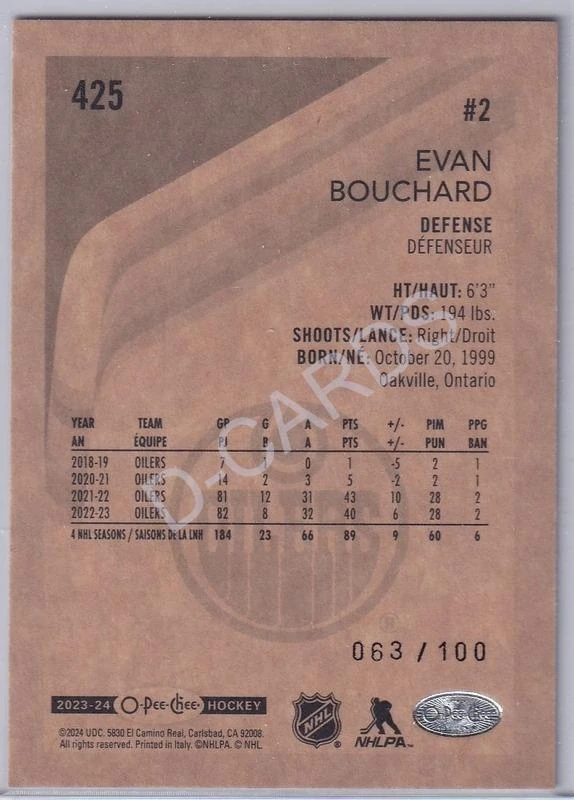 425
#2
EVAN
BOUCHARD
DEFENSE
DÉFENSEUR
HT/HAUT: 6'3"
WT/PDS: 194 lbs.
SHOOTS/LANCE: Right/Droit
BORN/NÉ: October 20, 1999
Oakville, Ontario
YEAR TEAM GP G A PTS +/- PIM PPG
AN ÉQUIPE PJ B A PTS +/- PUN BAN
2018-19 OILERS 7 1 0 1 -5 2 1
2020-21 OILERS 14 2 3 5 -2 2 1
2021-22 OILERS 81 12 31 43 10 28 2
2022-23 OILERS 82 8 32 40 6 28 2
4 NHL SEASONS / SAISONS DE LA LNH 184 23 66 89 9 60 6
D-CARDS
OILERS
®
063 / 100
2023-24 O-Pee-Chee HOCKEY
NHL
NHLPA
O-Pee-Chee
©2024 UDC. 5830 El Camino Real, Carlsbad, CA 92008.
All rights reserved. Printed in Italy. ©NHLPA. © NHL.